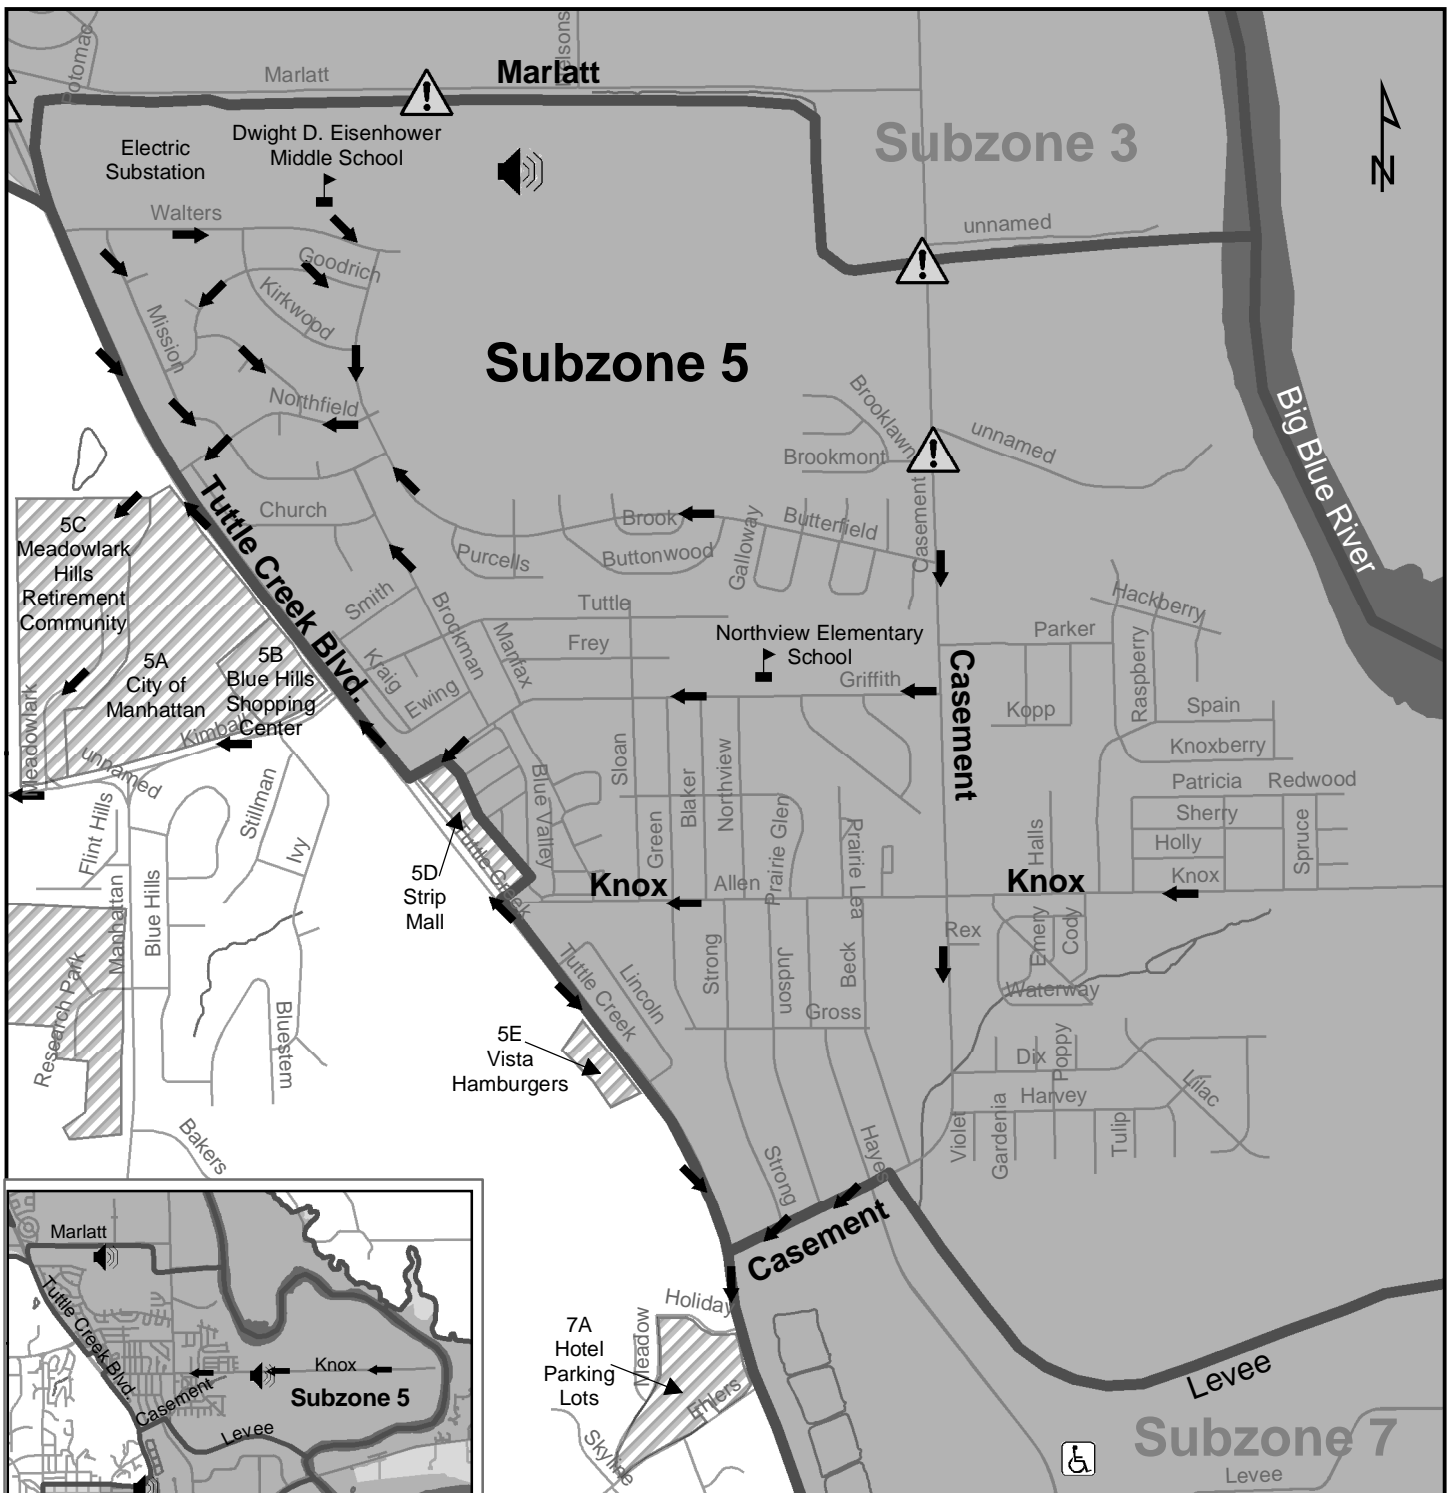 Potomac
Marlatt
Nelsons
Marlatt
Electric
Substation
Dwight D. Eisenhower
Middle School
Subzone 3
N
Walters
unnamed
Goodrich
Kirkwood
Mission
Subzone 5
Northfield
Brooklawn
Brookmont
unnamed
Big Blue River
Casement
Tuttle Creek Blvd.
Church
Brook
Butterfield
Purcells
Buttonwood
Galloway
5C
Meadowlark
Hills
Retirement
Community
Smith
Brockman
Tuttle
Manfax
Frey
Northview Elementary
School
Parker
Hackberry
Raspberry
5A
City of
Manhattan
5B
Blue Hills
Shopping
Center
Kraig
Ewing
Griffith
Casement
Kopp
Spain
Knoxberry
Kimball
Meadowlark
unnamed
Sloan
Blaker
Northview
Patricia
Redwood
Sherry
Holly
Knox
Spruce
Flint Hills
Stillman
Ivy
Blue Valley
Green
Prairie Glen
Prairie Lea
Halls
Tuttle Creek
5D
Strip
Mall
Knox
Allen
Knox
Manhattan
Blue Hills
Rex
Emery
Cody
Research Park
Bluestem
Tuttle Creek
Lincoln
Strong
Judson
Beck
Gross
Waterway
5E
Vista
Hamburgers
Dix
Poppy
Harvey
Lilac
Violet
Gardenia
Tulip
Bakers
Strong
Hayes
Casement
Holiday
Meadow
7A
Hotel
Parking
Lots
Ehlers
Skyline
Levee
Subzone 7
Levee
Marlatt
Tuttle Creek Blvd.
Knox
Subzone 5
Casement
Levee